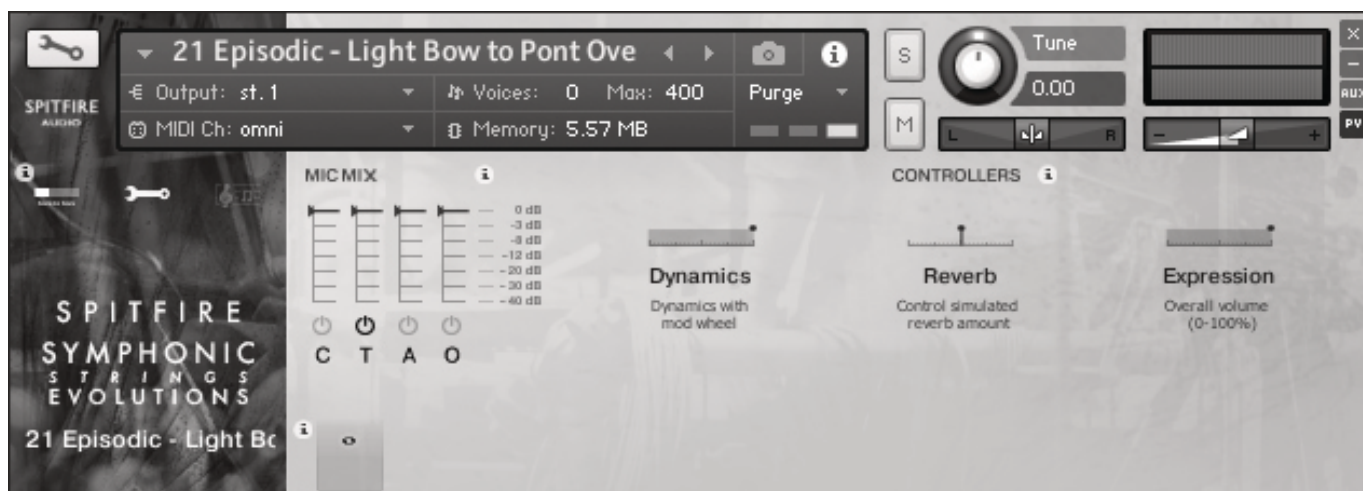 21 Episodic - Light Bow to Pont Ove
S
Tune
0.00
SPITFIRE
AUDIO
Output: st. 1
Voices: 0 Max: 400
Purge
MIDI Ch: omni
Memory: 5.57 MB
M
L
R
-
+
×
-
AUX
PV
MIC MIX
CONTROLLERS
0 dB
-3 dB
-8 dB
-12 dB
-20 dB
-30 dB
-40 dB
C T A O
Dynamics
Dynamics with
mod wheel
Reverb
Control simulated
reverb amount
Expression
Overall volume
(0-100%)
SPITFIRE
SYMPHONIC
STRINGS
EVOLUTIONS
21 Episodic - Light Bo